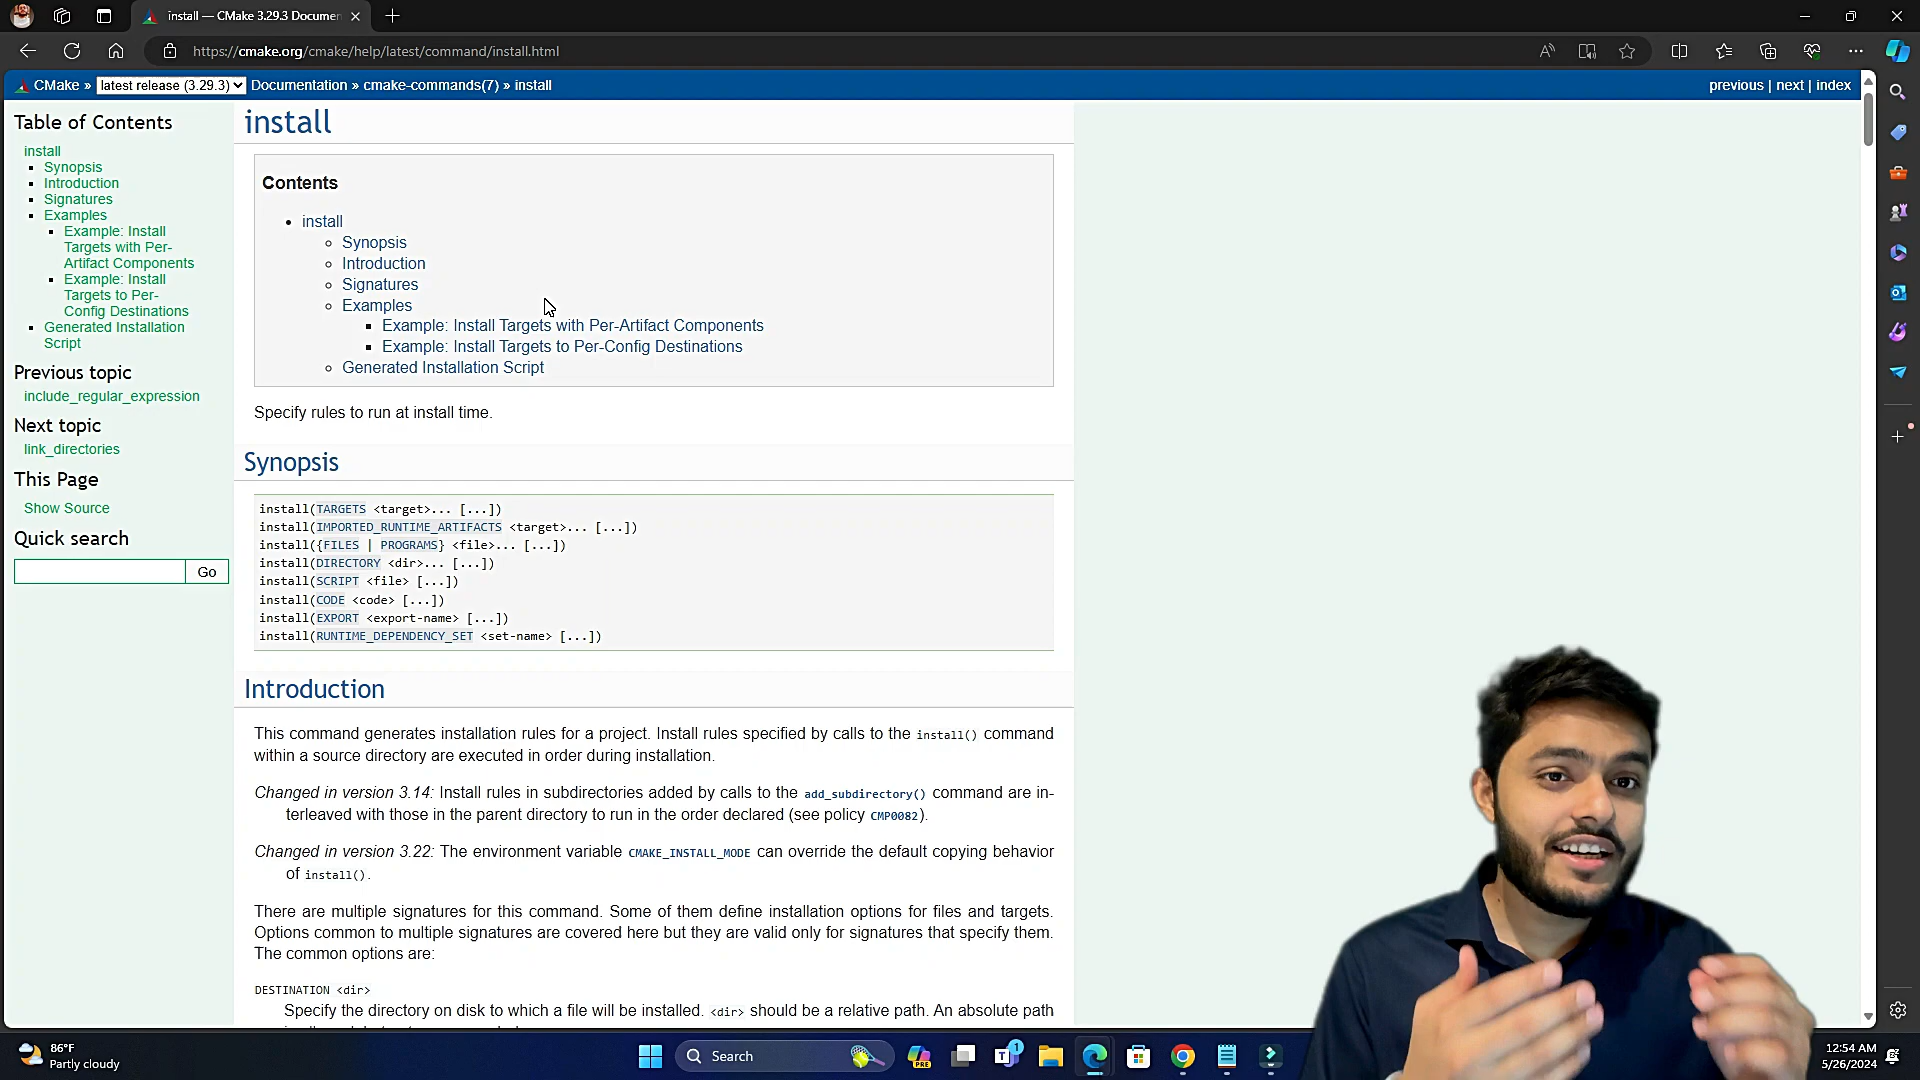 install — CMake 3.29.3 Documen
https://cmake.org/cmake/help/latest/command/install.html
CMake » latest release (3.29.3) Documentation » cmake-commands(7) » install
previous | next | index
Table of Contents
install
Synopsis
Introduction
Signatures
Examples
Example: Install
Targets with Per-
Artifact Components
Example: Install
Targets to Per-
Config Destinations
Generated Installation
Script
Previous topic
include_regular_expression
Next topic
link_directories
This Page
Show Source
Quick search
Go
install
Contents
install
Synopsis
Introduction
Signatures
Examples
Example: Install Targets with Per-Artifact Components
Example: Install Targets to Per-Config Destinations
Generated Installation Script
Specify rules to run at install time.
Synopsis
install(TARGETS <target>... [...])
install(IMPORTED_RUNTIME_ARTIFACTS <target>... [...])
install({FILES | PROGRAMS} <file>... [...])
install(DIRECTORY <dir>... [...])
install(SCRIPT <file> [...])
install(CODE <code> [...])
install(EXPORT <export-name> [...])
install(RUNTIME_DEPENDENCY_SET <set-name> [...])
Introduction
This command generates installation rules for a project. Install rules specified by calls to the install() command
within a source directory are executed in order during installation.
Changed in version 3.14: Install rules in subdirectories added by calls to the add_subdirectory() command are in-
terleaved with those in the parent directory to run in the order declared (see policy CMP0082).
Changed in version 3.22: The environment variable CMAKE_INSTALL_MODE can override the default copying behavior
of install().
There are multiple signatures for this command. Some of them define installation options for files and targets.
Options common to multiple signatures are covered here but they are valid only for signatures that specify them.
The common options are:
DESTINATION <dir>
Specify the directory on disk to which a file will be installed. <dir> should be a relative path. An absolute path
86°F
Partly cloudy
Search
PRE
1
12:54 AM
5/26/2024